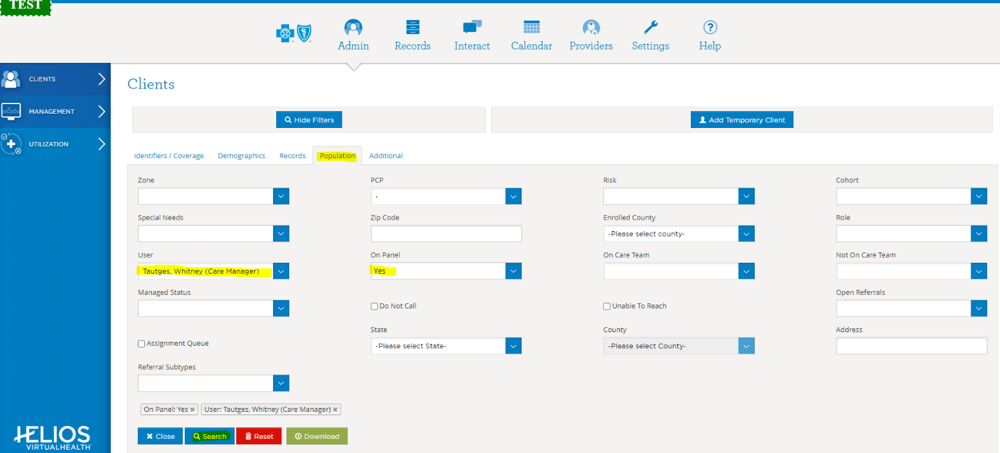 TEST
Admin Records Interact Calendar Providers Settings Help
CLIENTS
MANAGEMENT
UTILIZATION
Clients
Hide Filters Add Temporary Client
Identifiers / Coverage Demographics Records Population Additional
Zone PCP Risk Cohort
-
Special Needs Zip Code Enrolled County Role
-Please select county-
User On Panel On Care Team Not On Care Team
Tautges, Whitney (Care Manager) Yes
Managed Status Open Referrals
Do Not Call Unable To Reach
State County Address
Assignment Queue
-Please select State- -Please select County-
Referral Subtypes
On Panel: Yes × User: Tautges, Whitney (Care Manager) ×
Close Search Reset Download
HELIOS
VIRTUALHEALTH